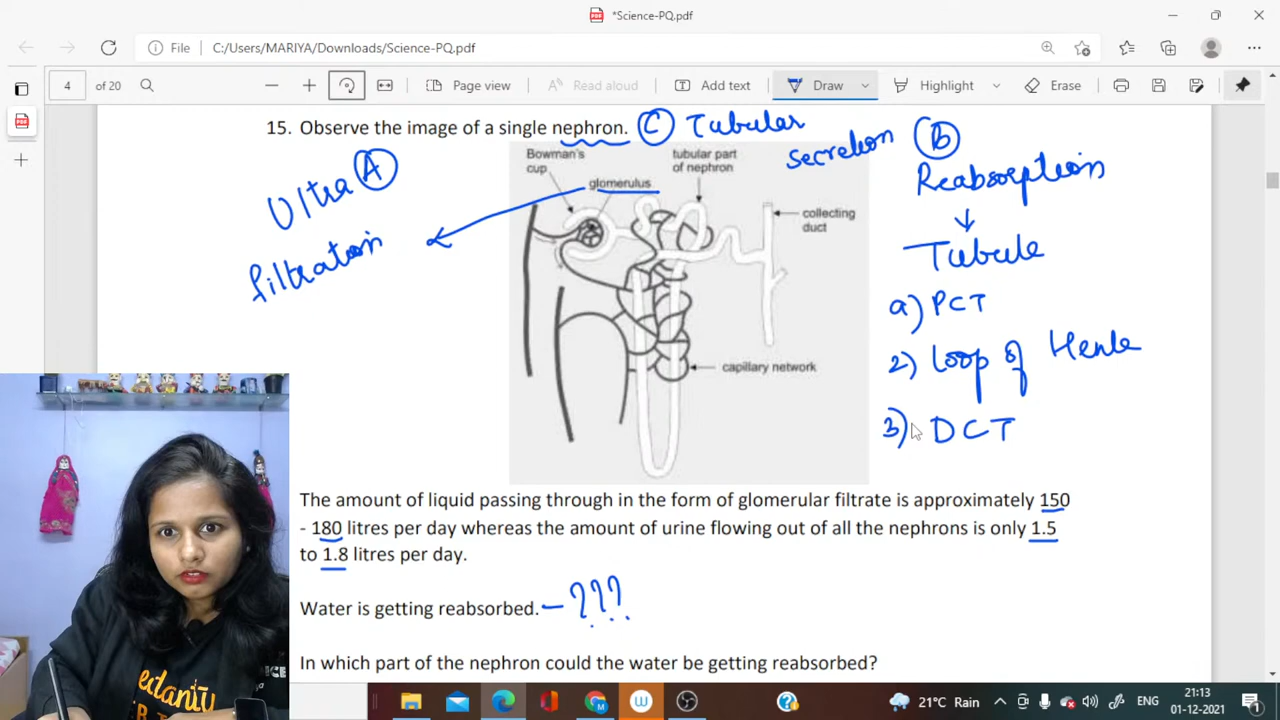 *Science-PQ.pdf
File
C:/Users/MARIYA/Downloads/Science-PQ.pdf
4 of 20
Page view
Read aloud
Add text
Draw
Highlight
Erase
15. Observe the image of a single nephron.
C Tubular
secretion
B
Reabsorption
Tubule
a) PCT
2) Loop of Henle
3) DCT
A
Ultra
filtration
Bowman's
cup
glomerulus
tubular part
of nephron
collecting
duct
capillary network
The amount of liquid passing through in the form of glomerular filtrate is approximately 150
- 180 litres per day whereas the amount of urine flowing out of all the nephrons is only 1.5
to 1.8 litres per day.
Water is getting reabsorbed. - ???
In which part of the nephron could the water be getting reabsorbed?
21°C Rain
ENG
21:13
01-12-2021